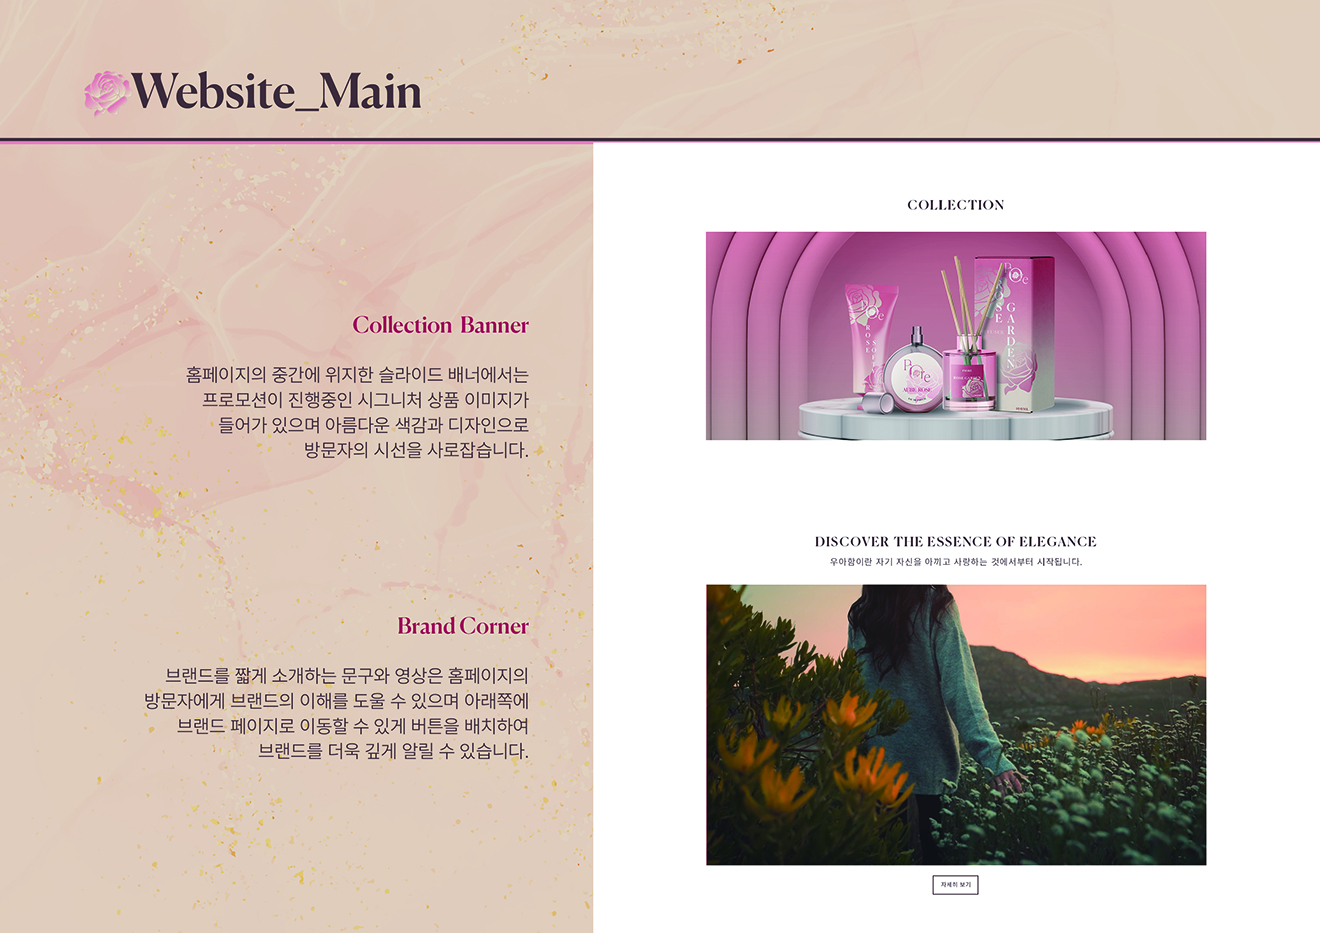 Website_Main
Collection Banner
홈페이지의 중간에 위지한 슬라이드 배너에서는
프로모션이 진행중인 시그니처 상품 이미지가
들어가 있으며 아름다운 색감과 디자인으로
방문자의 시선을 사로잡습니다.
Brand Corner
브랜드를 짧게 소개하는 문구와 영상은 홈페이지의
방문자에게 브랜드의 이해를 도울 수 있으며 아래쪽에
브랜드 페이지로 이동할 수 있게 버튼을 배치하여
브랜드를 더욱 깊게 알릴 수 있습니다.
COLLECTION
ROSE
GARDEN
DISCOVER THE ESSENCE OF ELEGANCE
우아함이란 자기 자신을 아끼고 사랑하는 것에서부터 시작됩니다.
자세히 보기